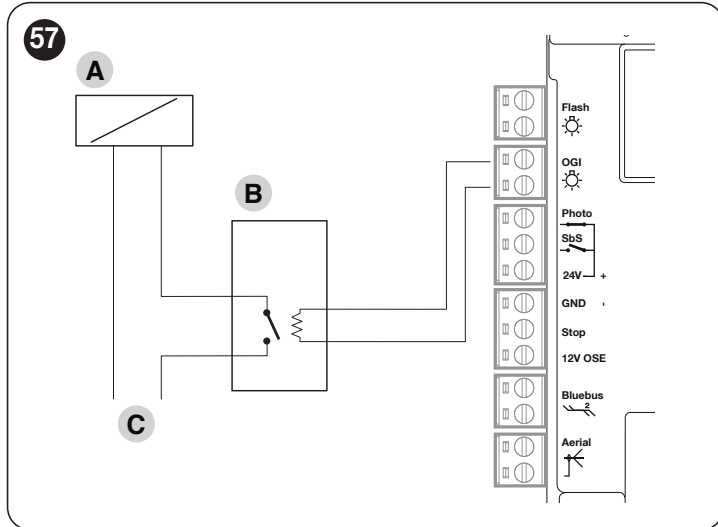 57
A
B
C
Flash
OGI
Photo
SbS
24V +
GND -
Stop
12V OSE
Bluebus
2
Aerial